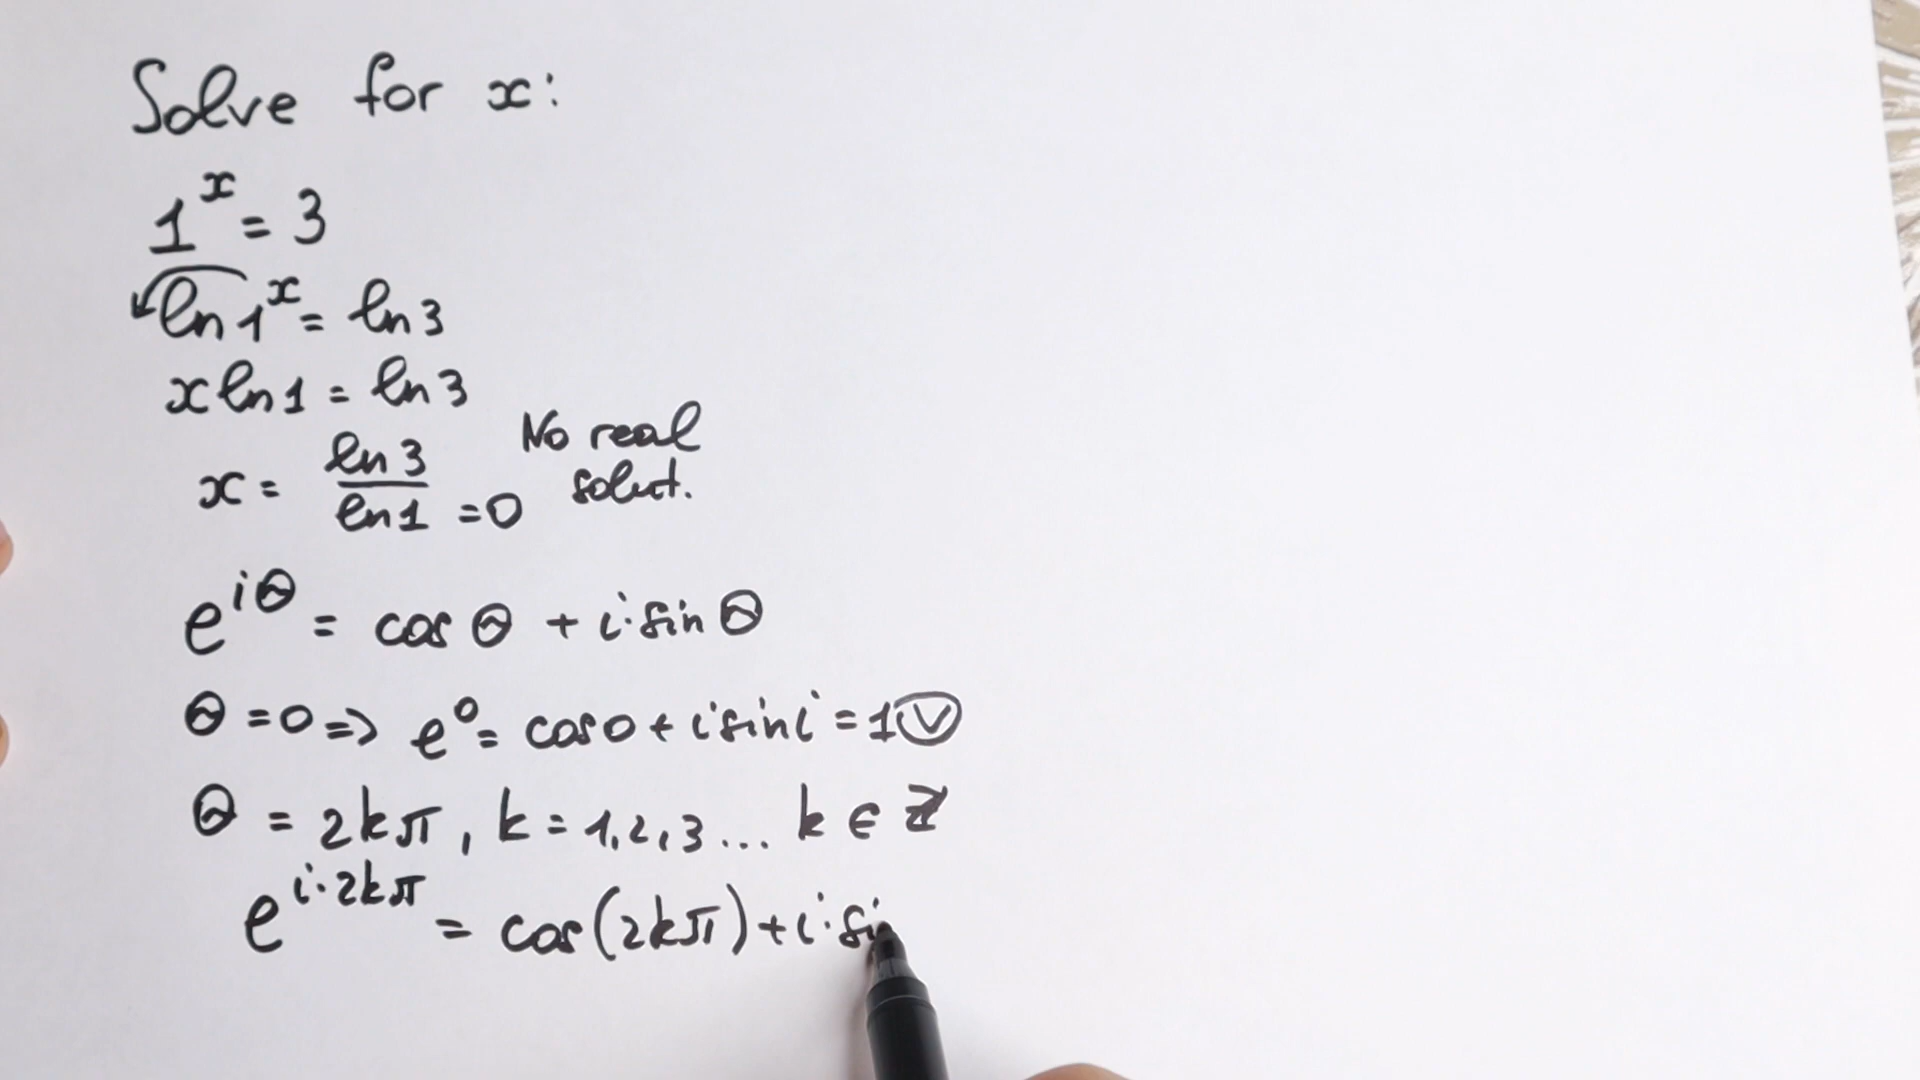 Solve for x:
1^x = 3
ln 1^x = ln 3
x ln 1 = ln 3
x = ln 3 / ln 1 = 0 No real solut.
e^{iΘ} = cos Θ + i·sin Θ
Θ = 0 => e^0 = cos 0 + i sin i = 1 V
Θ = 2kπ, k = 1, 2, 3 ... k ∈ Z
e^{i·2kπ} = cos(2kπ) + i·sin